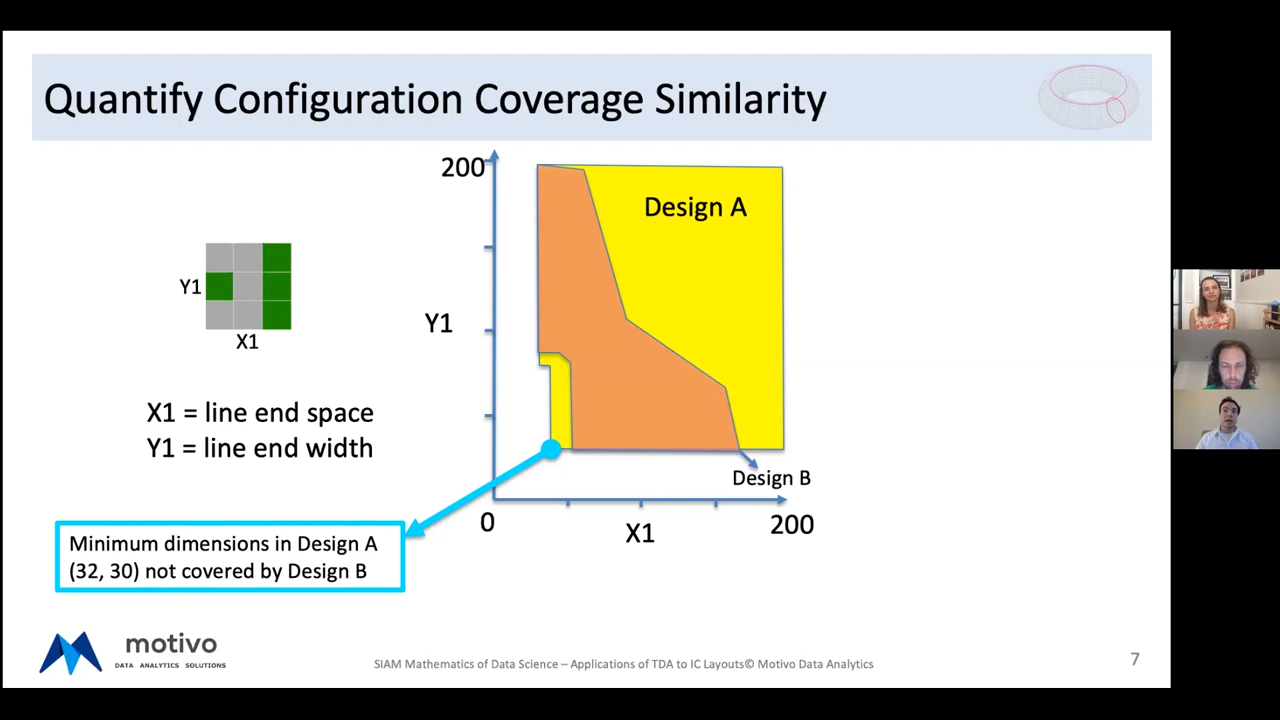 Quantify Configuration Coverage Similarity
200
Design A
Y1
X1
Y1
X1 = line end space
Y1 = line end width
Design B
0
X1
200
Minimum dimensions in Design A
(32, 30) not covered by Design B
motivo
DATA ANALYTICS SOLUTIONS
SIAM Mathematics of Data Science – Applications of TDA to IC Layouts© Motivo Data Analytics
7